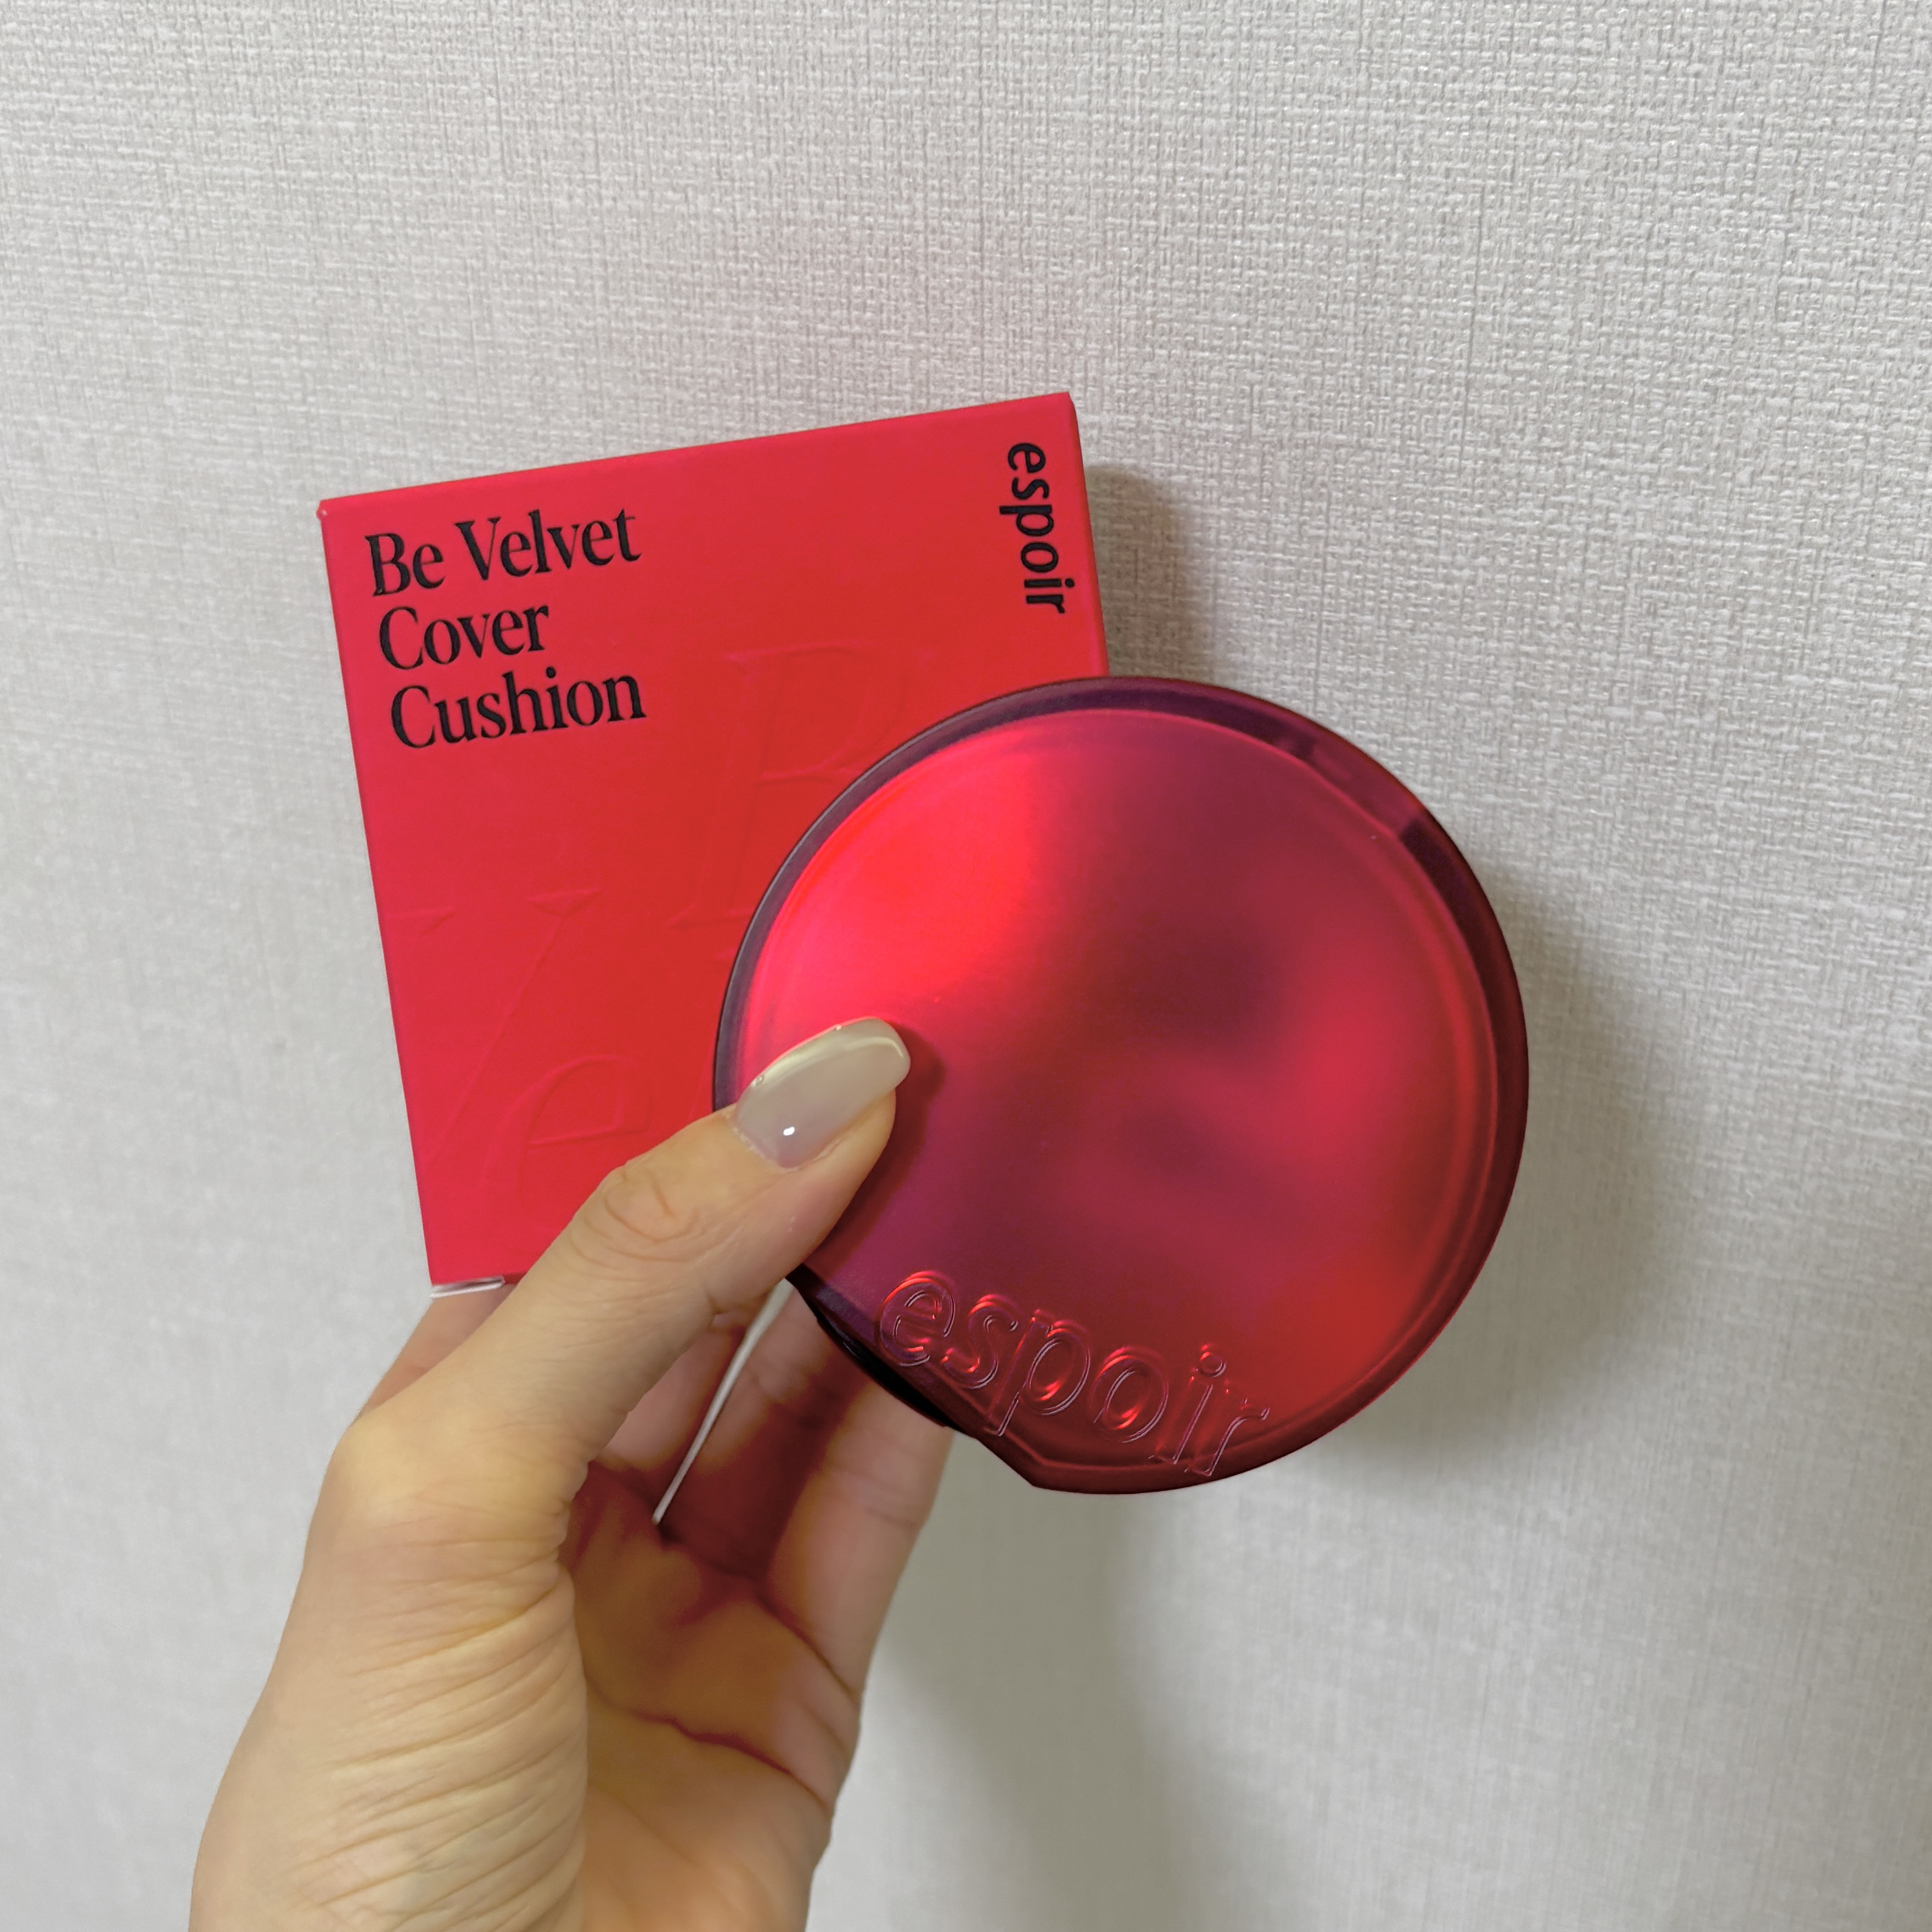 Be Velvet
Cover
Cushion
espoir
espoir